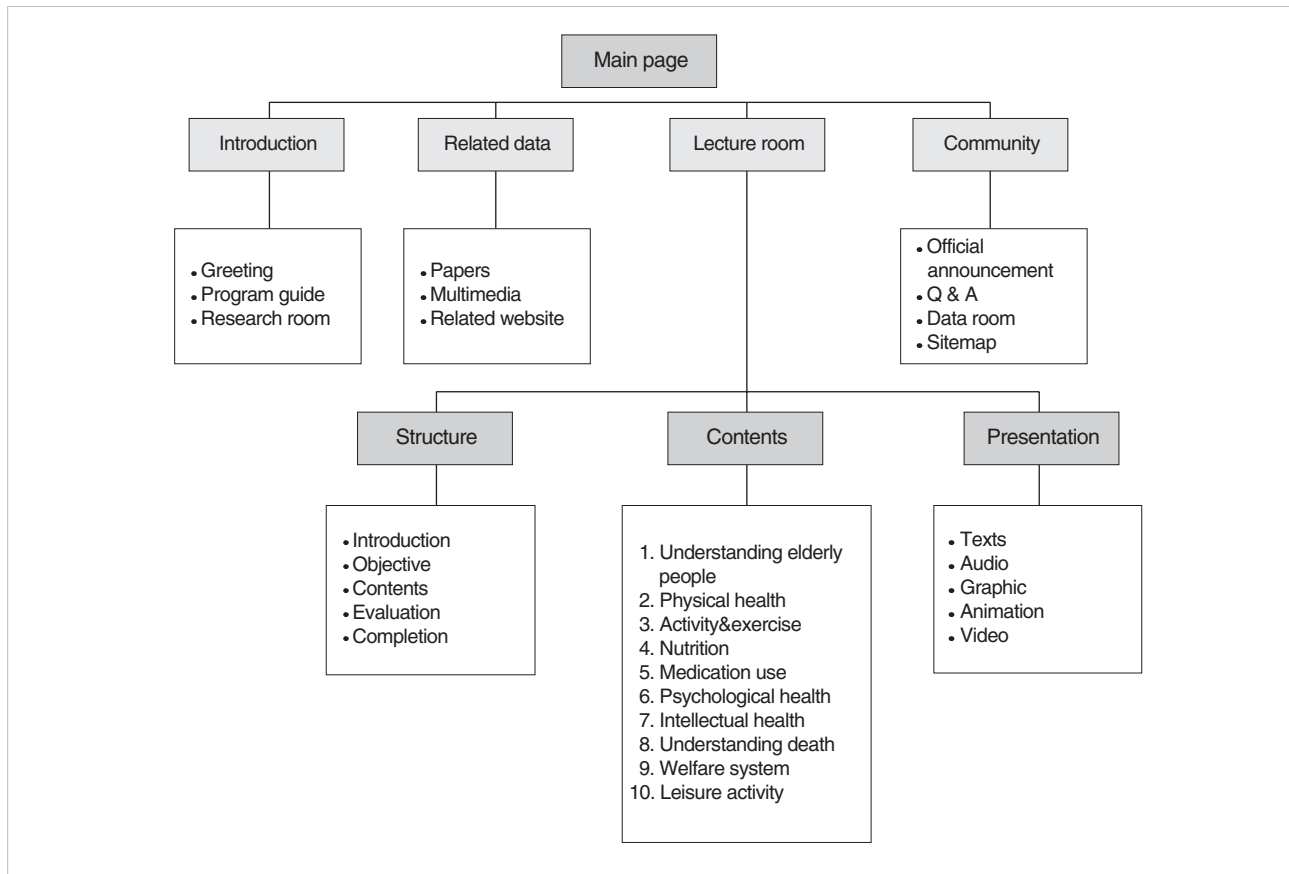 Main page
Introduction
Related data
Lecture room
Community
• Greeting
• Program guide
• Research room
• Papers
• Multimedia
• Related website
• Official
announcement
• Q & A
• Data room
• Sitemap
Structure
Contents
Presentation
• Introduction
• Objective
• Contents
• Evaluation
• Completion
1. Understanding elderly
people
2. Physical health
3. Activity&exercise
4. Nutrition
5. Medication use
6. Psychological health
7. Intellectual health
8. Understanding death
9. Welfare system
10. Leisure activity
• Texts
• Audio
• Graphic
• Animation
• Video